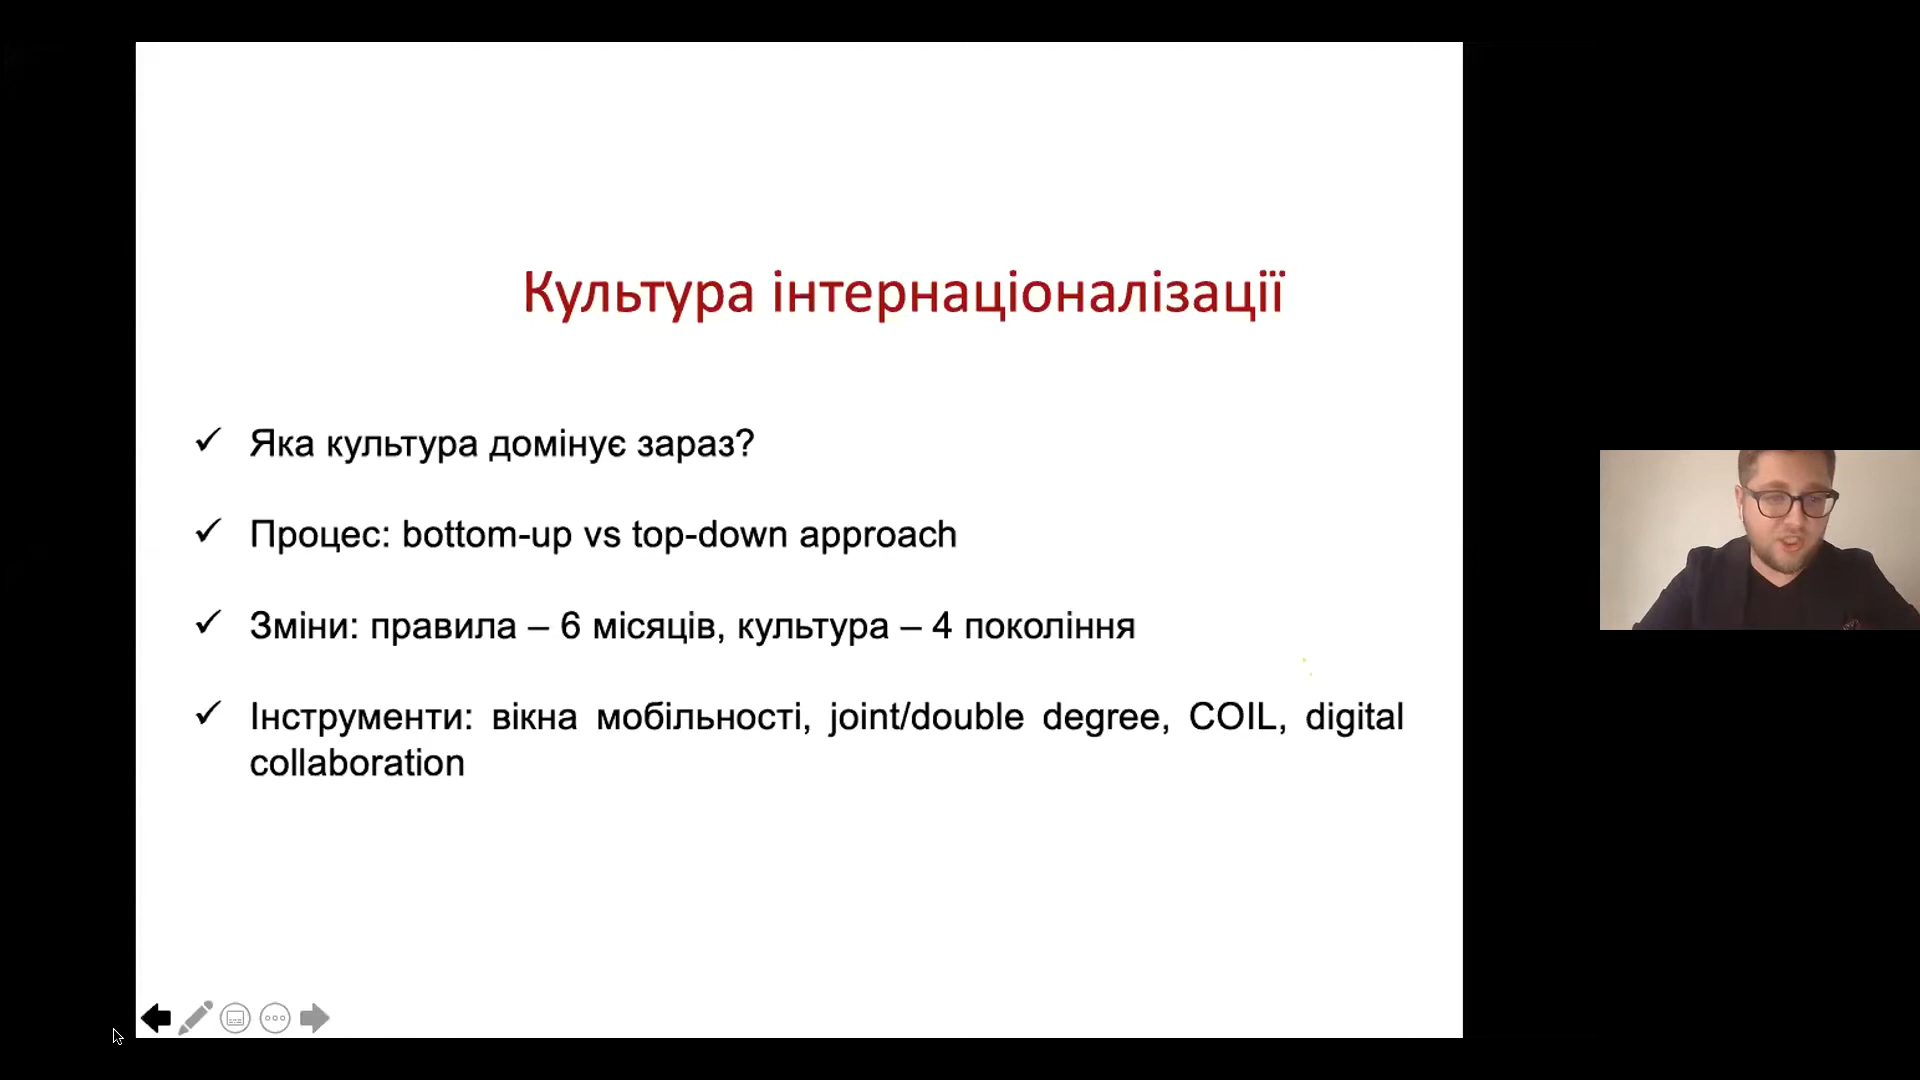 Культура інтернаціоналізації
Яка культура домінує зараз?
Процес: bottom-up vs top-down approach
Зміни: правила – 6 місяців, культура – 4 покоління
Інструменти: вікна мобільності, joint/double degree, COIL, digital
collaboration